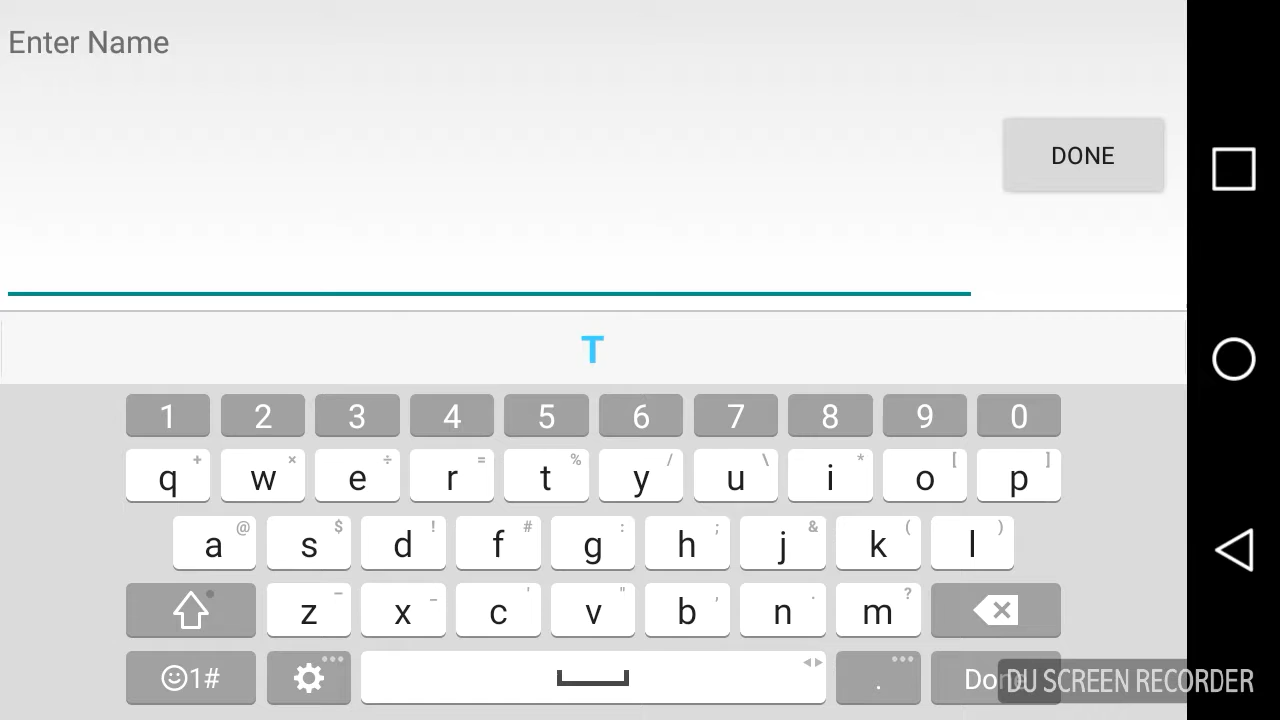 Enter Name
DONE
T
1 2 3 4 5 6 7 8 9 0
q + w × e ÷ r = t % y / u \ i * o [ p ]
a @ s $ d ! f # g : h ; j & k ( l )
z – x _ c ' v " b , n . m ?
1# . Done
DU SCREEN RECORDER